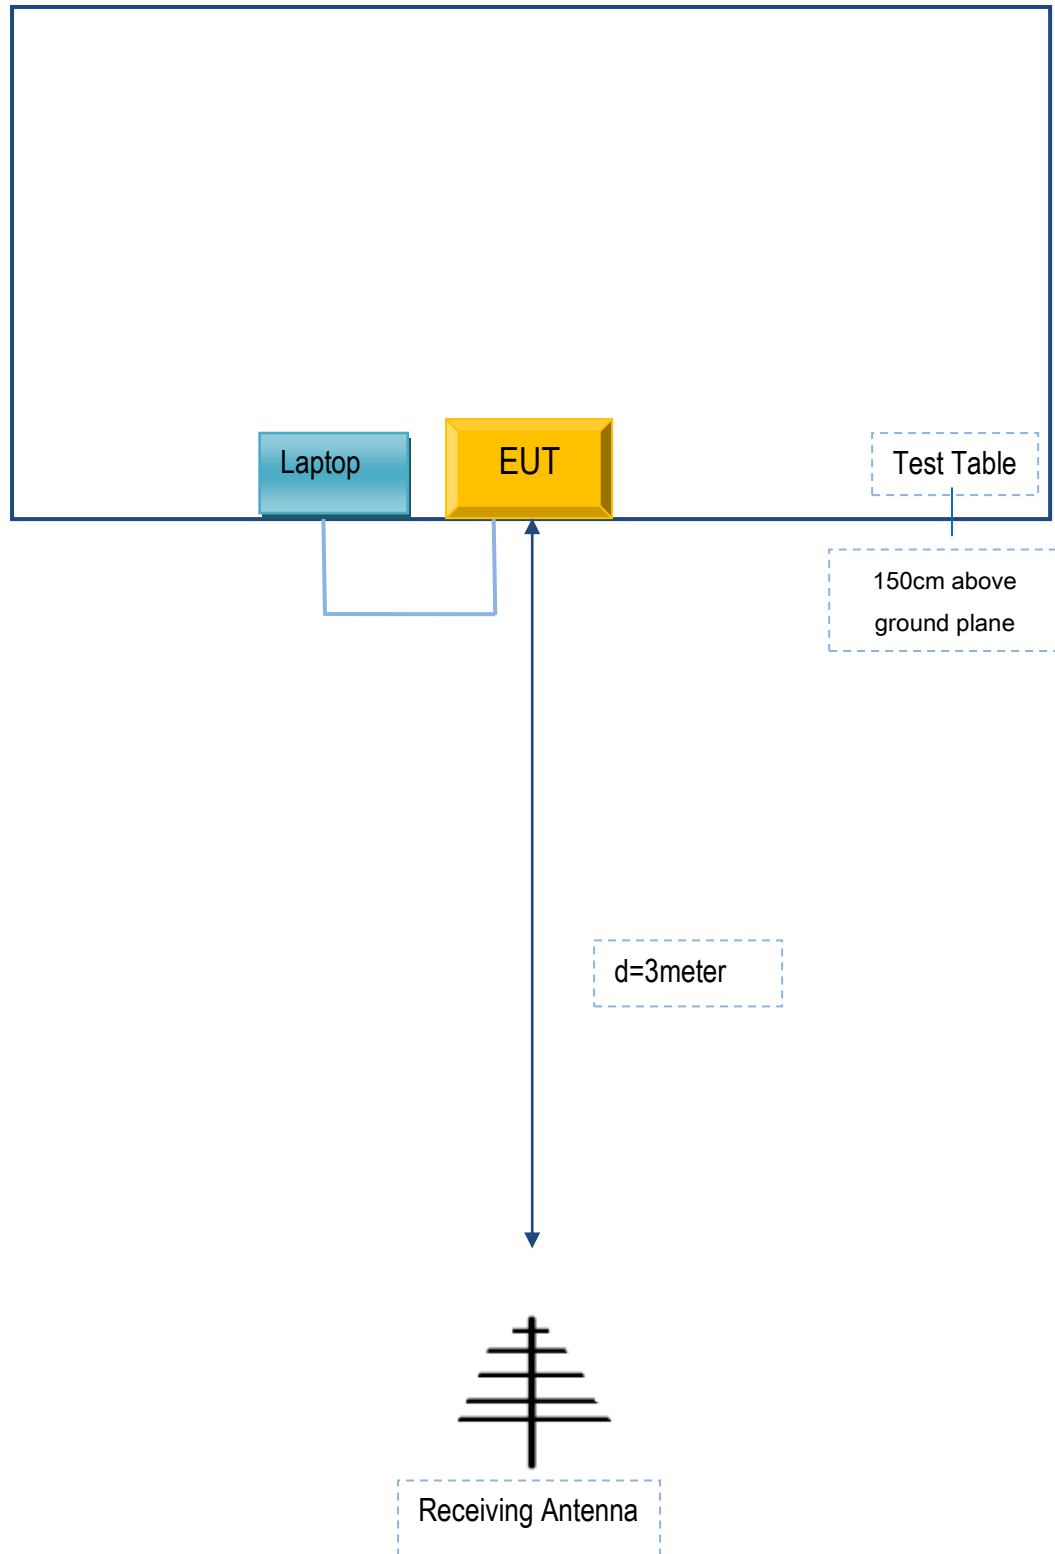 Laptop
EUT
Test Table
150cm above
ground plane
d=3meter
Receiving Antenna